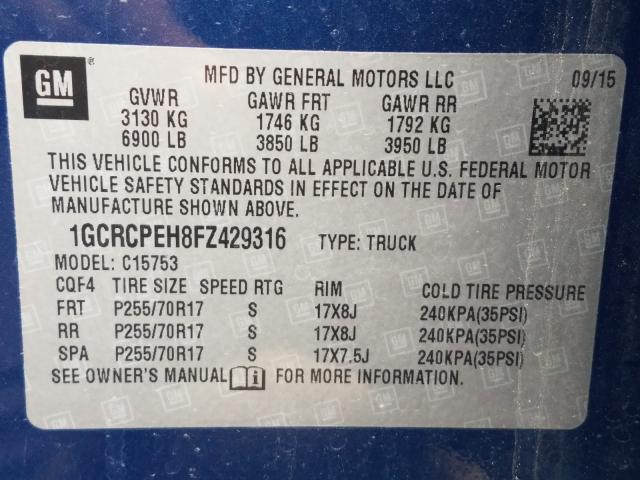 GM
MFD BY GENERAL MOTORS LLC 09/15
GVWR GAWR FRT GAWR RR
3130 KG 1746 KG 1792 KG
6900 LB 3850 LB 3950 LB
THIS VEHICLE CONFORMS TO ALL APPLICABLE U.S. FEDERAL MOTOR
VEHICLE SAFETY STANDARDS IN EFFECT ON THE DATE OF
MANUFACTURE SHOWN ABOVE.
1GCRCPEH8FZ429316 TYPE: TRUCK
MODEL: C15753
CQF4 TIRE SIZE SPEED RTG RIM COLD TIRE PRESSURE
FRT P255/70R17 S 17X8J 240KPA(35PSI)
RR P255/70R17 S 17X8J 240KPA(35PSI)
SPA P255/70R17 S 17X7.5J 240KPA(35PSI)
SEE OWNER'S MANUAL FOR MORE INFORMATION.